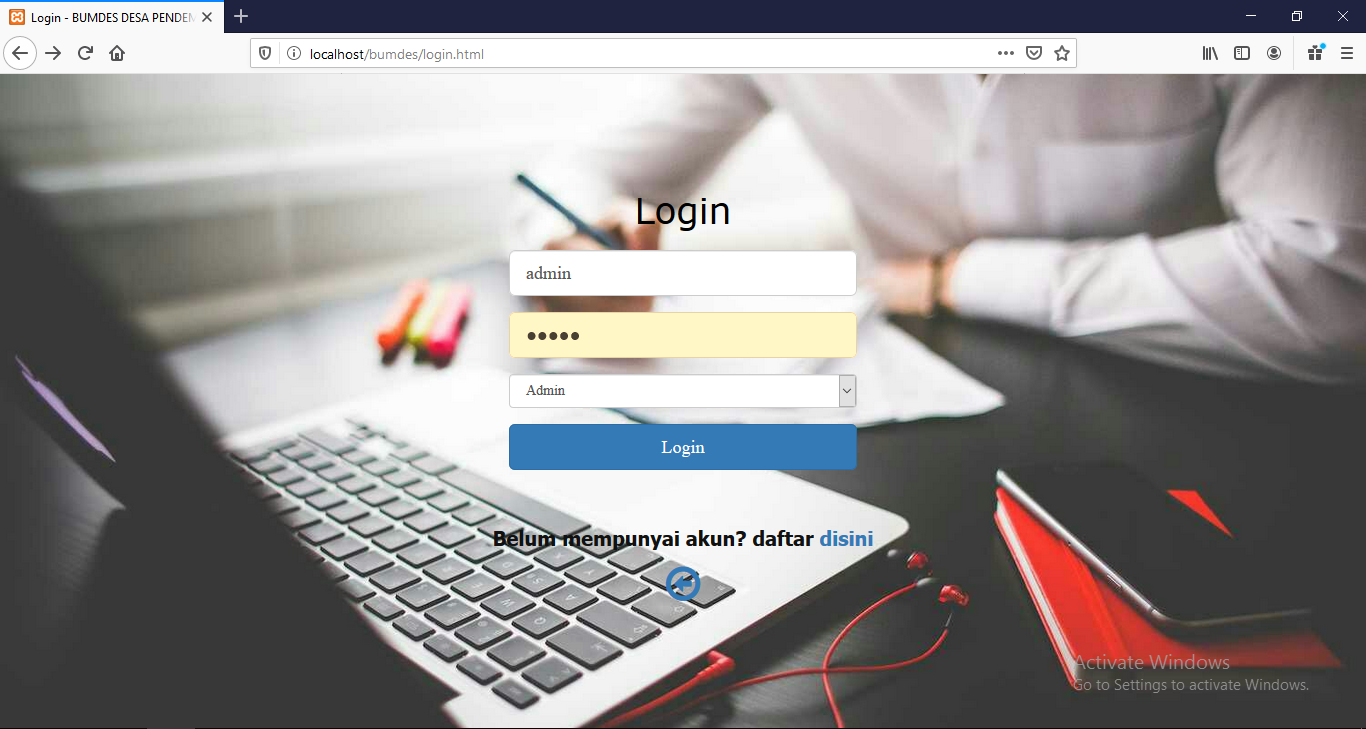 Login - BUMDES DESA PENDEM
localhost/bumdes/login.html
Login
admin
Admin
Login
Belum mempunyai akun? daftar disini
Activate Windows
Go to Settings to activate Windows.